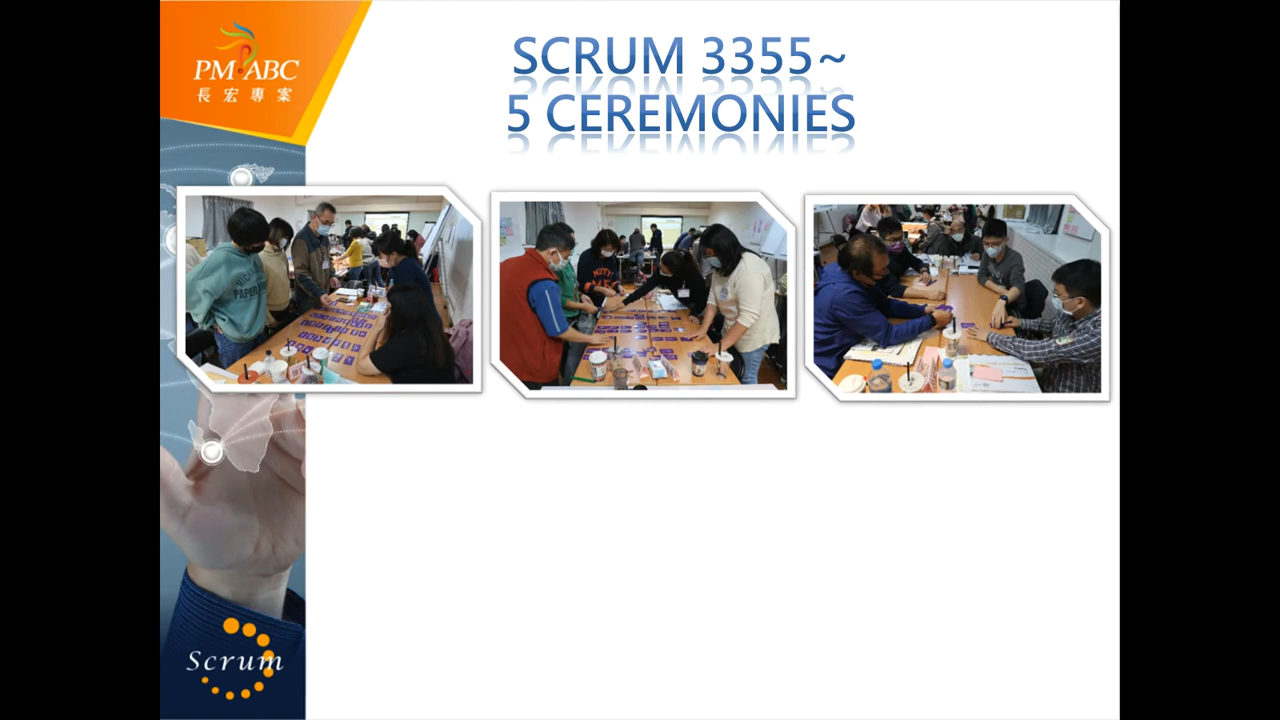 PM ABC
長宏專案
SCRUM 3355~
5 CEREMONIES
Scrum